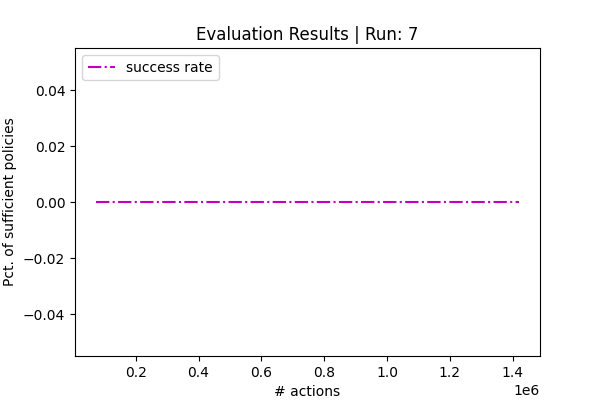 Evaluation Results | Run: 7
success rate
Pct. of sufficient policies
0.04
0.02
0.00
−0.02
−0.04
0.2 0.4 0.6 0.8 1.0 1.2 1.4
1e6
# actions